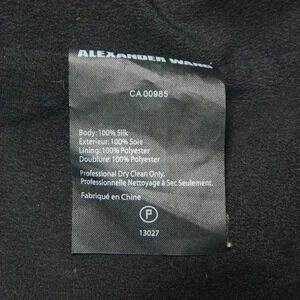 ALEXANDER WANG
CA 00985
Body: 100% Silk
Exterieur: 100% Soie
Lining: 100% Polyester
Doublure: 100% Polyester
Professional Dry Clean Only.
Professionnelle Nettoyage à Sec Seulement.
Fabriqué en Chine
P
13027